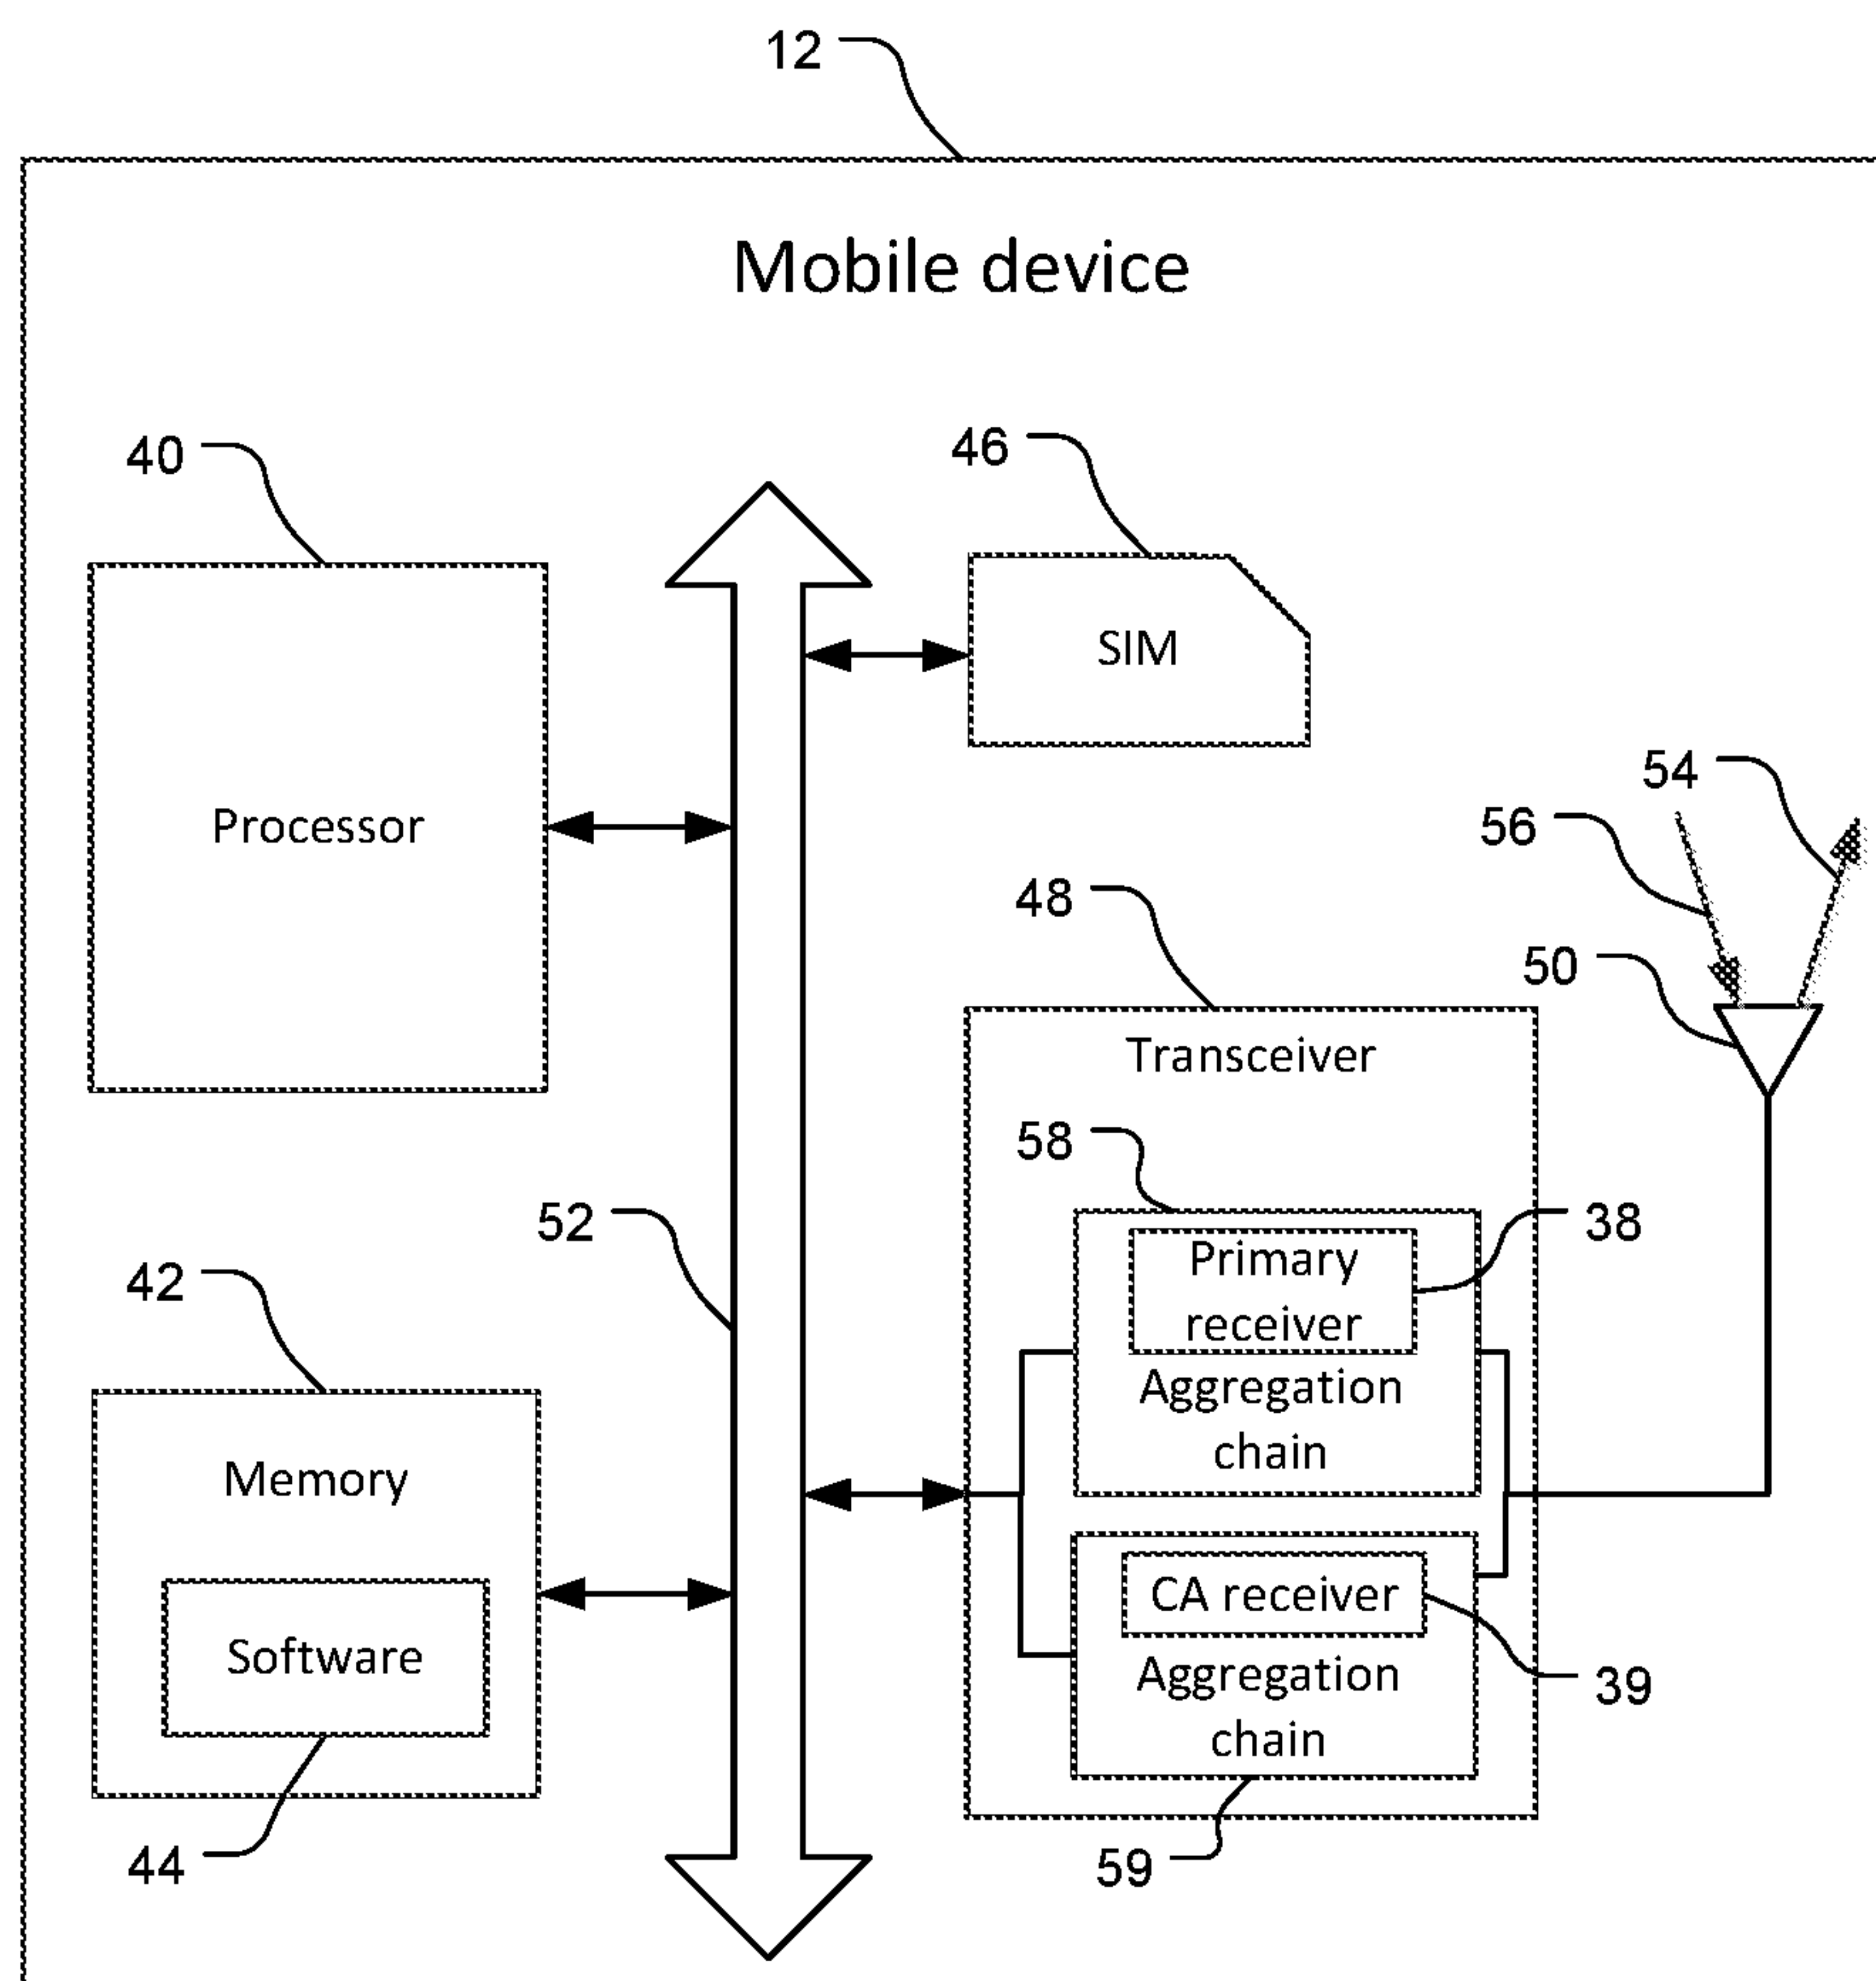 12
Mobile device
40
46
SIM
Processor
54
56
48
50
Transceiver
58
52
38
Primary
receiver
42
Aggregation
chain
Memory
CA receiver
Software
Aggregation
39
chain
44
59